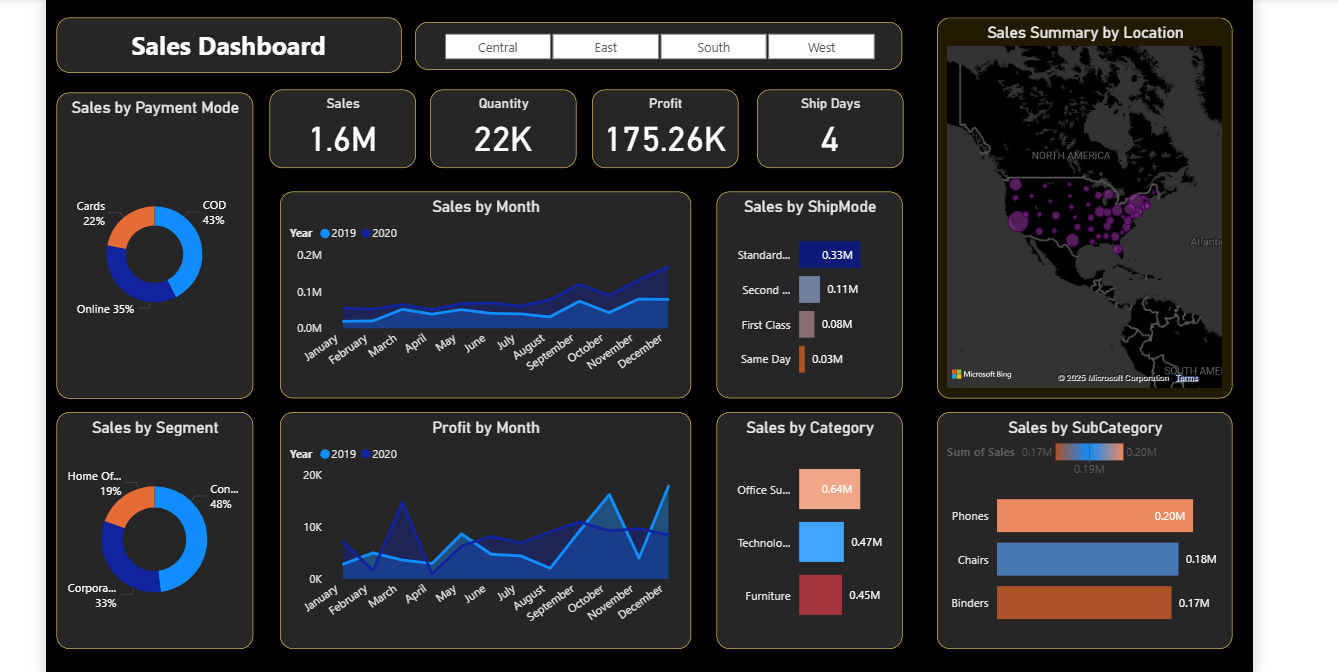 Sales Dashboard
Central
East
South
West
Sales Summary by Location
NORTH AMERICA
Atlantic
SOUTH AME
Microsoft Bing
© 2025 Microsoft Corporation Terms
Sales by Payment Mode
Cards
22%
COD
43%
Online 35%
Sales
1.6M
Quantity
22K
Profit
175.26K
Ship Days
4
Sales by Month
Year 2019 2020
0.2M
0.1M
0.0M
January
February
March
April
May
June
July
August
September
October
November
December
Sales by ShipMode
Standard... 0.33M
Second ... 0.11M
First Class 0.08M
Same Day 0.03M
Sales by Segment
Home Of...
19%
Con...
48%
Corpora...
33%
Profit by Month
Year 2019 2020
20K
10K
0K
January
February
March
April
May
June
July
August
September
October
November
December
Sales by Category
Office Su... 0.64M
Technolo... 0.47M
Furniture 0.45M
Sales by SubCategory
Sum of Sales 0.17M 0.20M
0.19M
Phones 0.20M
Chairs 0.18M
Binders 0.17M